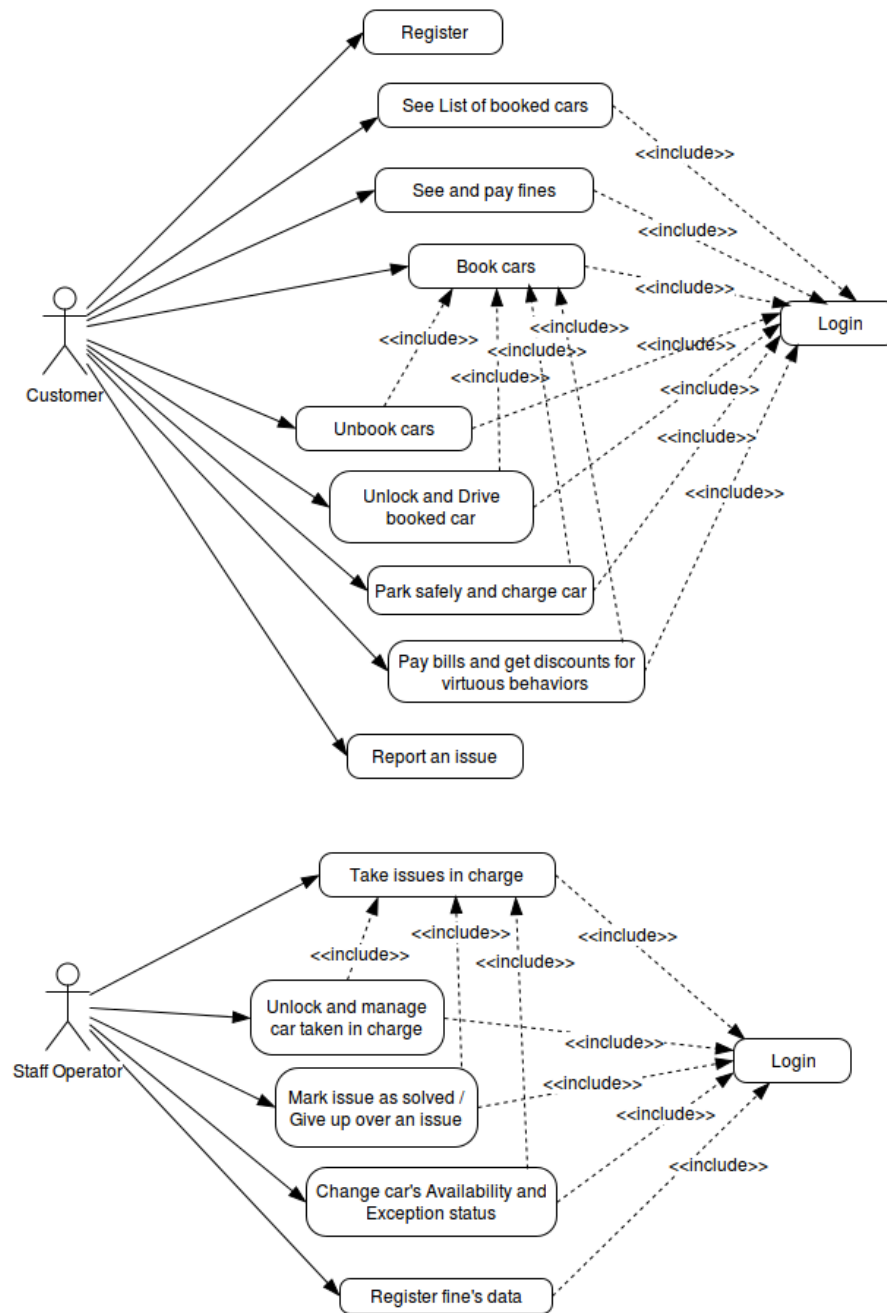 Register
See List of booked cars
<<include>>
See and pay fines
<<include>>
Book cars
<<include>>
Customer
Login
<<include>>
<<include>>
<<include>>
<<include>>
<<include>>
<<include>>
Unbook cars
<<include>>
Unlock and Drive
booked car
<<include>>
Park safely and charge car
Pay bills and get discounts for
virtuous behaviors
Report an issue
Take issues in charge
<<include>>
<<include>>
<<include>>
<<include>>
Unlock and manage
car taken in charge
<<include>>
Staff Operator
Login
<<include>>
Mark issue as solved /
Give up over an issue
<<include>>
<<include>>
Change car's Availability and
Exception status
Register fine's data